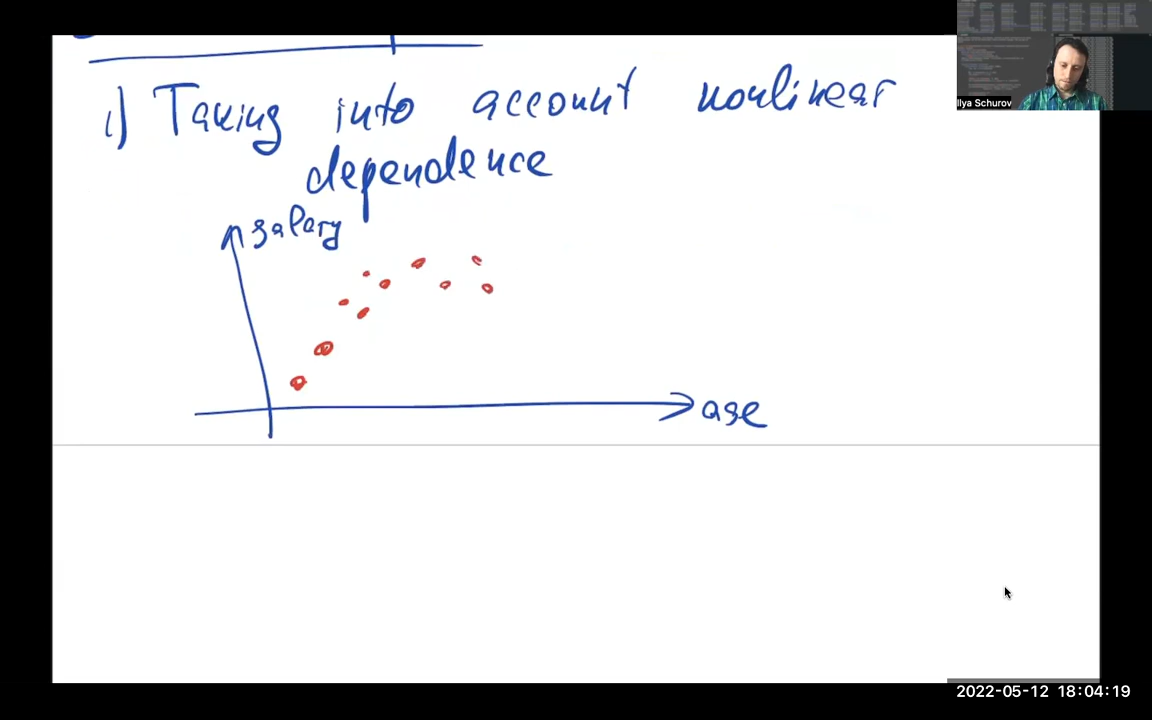 1) Taking into account nonlinear
dependence
salary
age
Ilya Schurov
2022-05-12 18:04:19